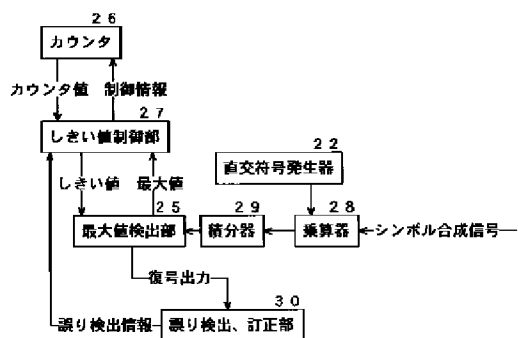 ２６
カウンタ
カウンタ値 制御情報
２７
しきい値制御部
２２
直交符号発生器
しきい値 最大値
２５ ２９ ２８
最大値検出部 積分器 乗算器 シンボル合成信号
復号出力
３０
誤り検出情報 誤り検出、訂正部